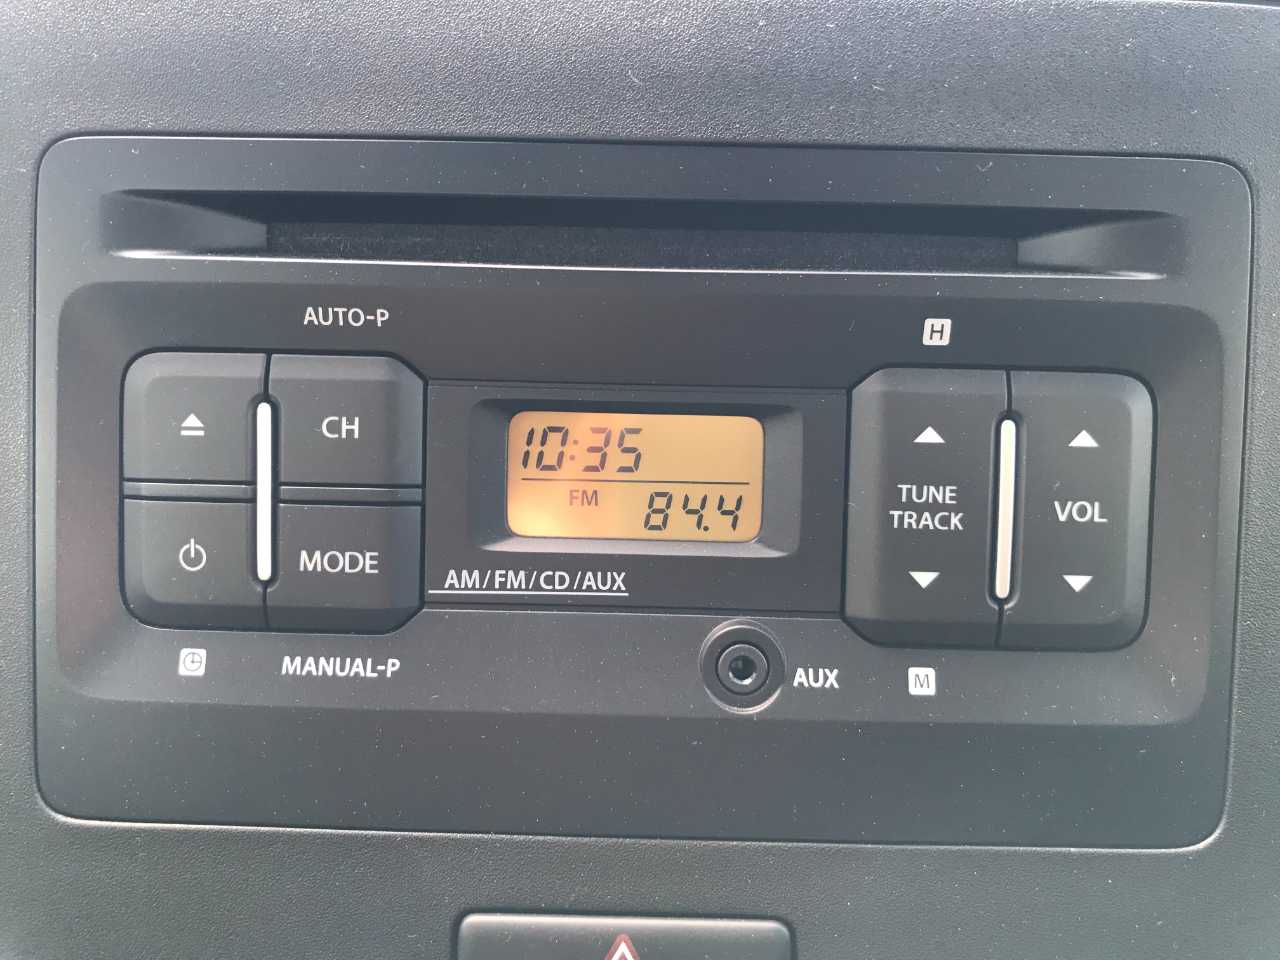 AUTO-P
H
CH
10:35
FM 84.4
TUNE
TRACK
VOL
MODE
AM/FM/CD/AUX
MANUAL-P
AUX
M